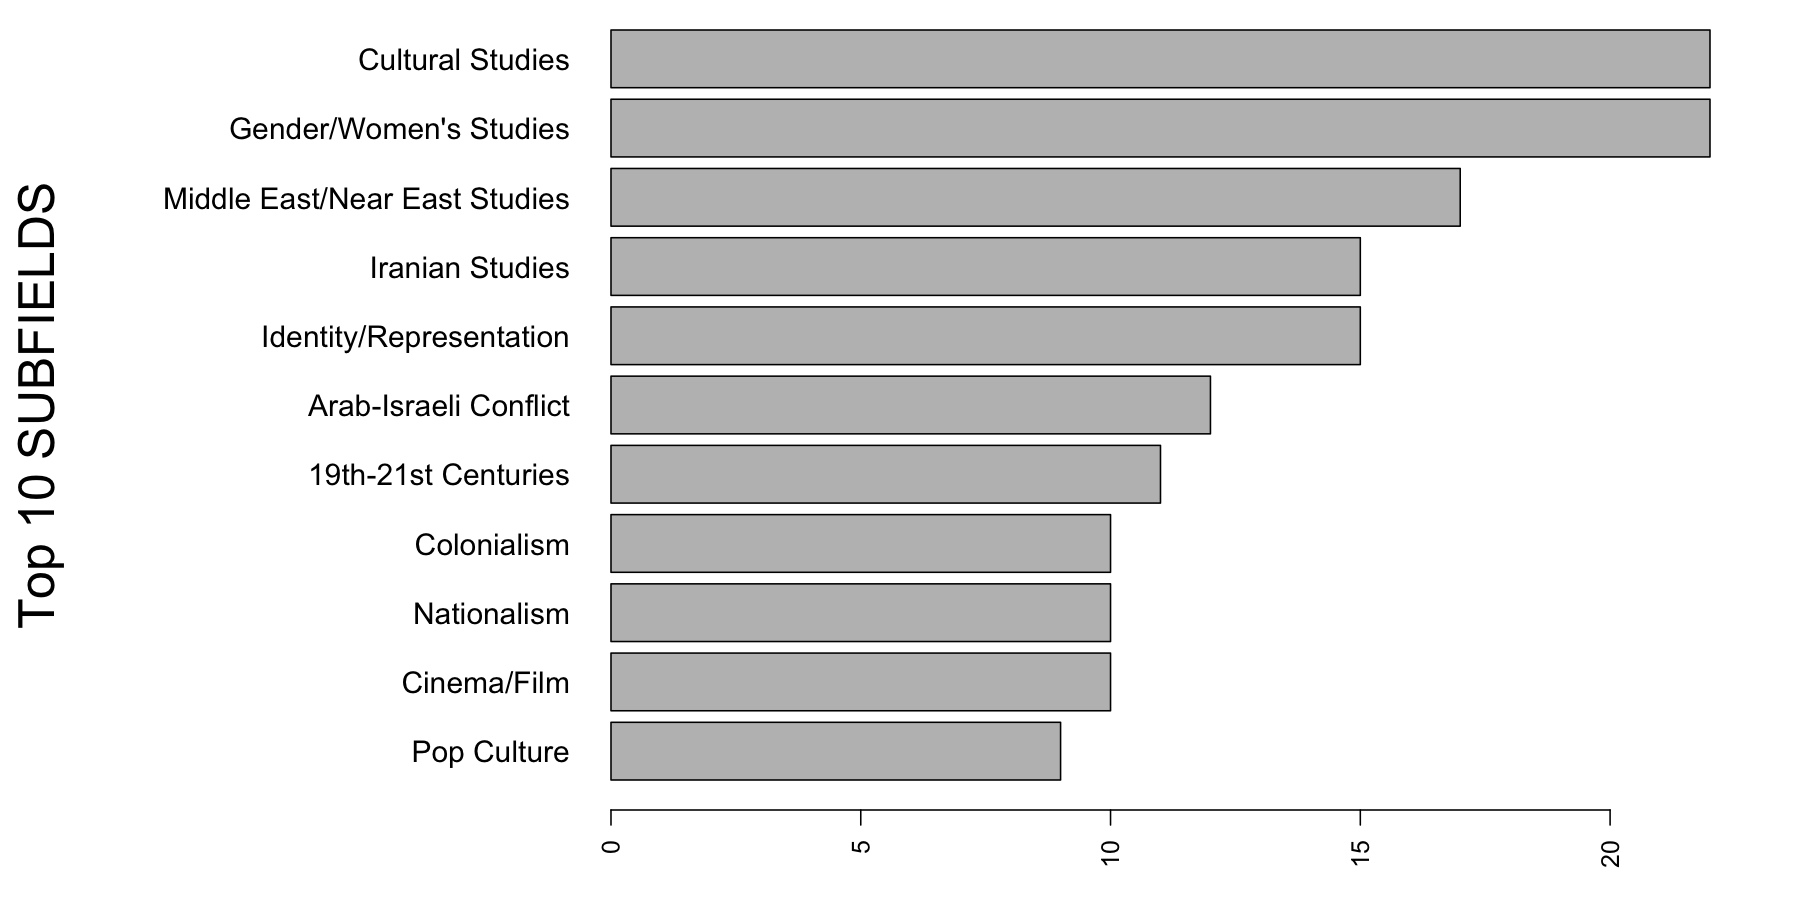 Top 10 SUBFIELDS
Cultural Studies
Gender/Women's Studies
Middle East/Near East Studies
Iranian Studies
Identity/Representation
Arab-Israeli Conflict
19th-21st Centuries
Colonialism
Nationalism
Cinema/Film
Pop Culture
0 5 10 15 20